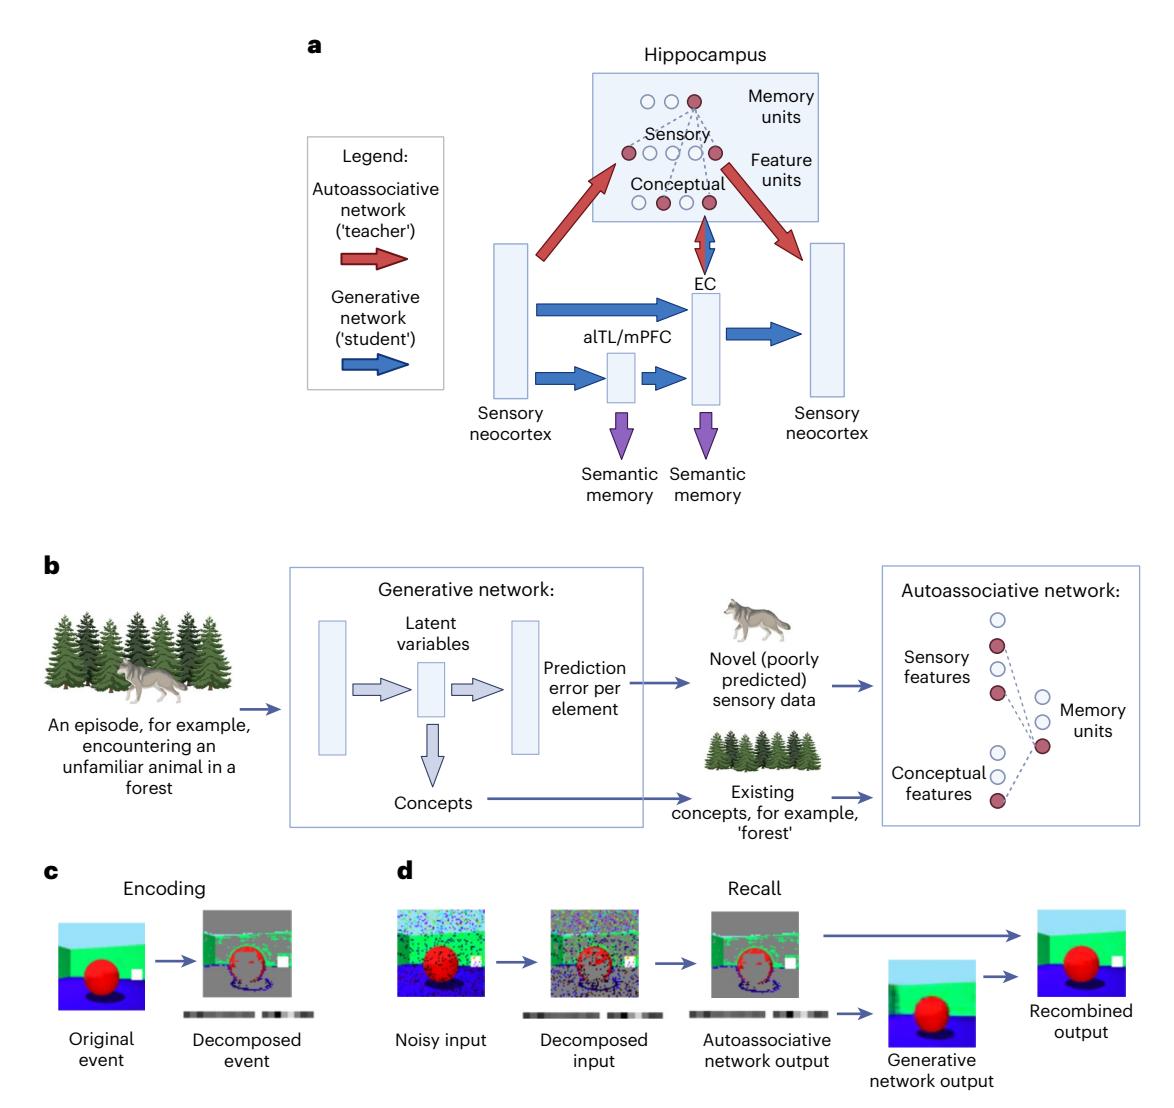 a
Hippocampus
Memory
units
Sensory
Feature
units
Conceptual
Legend:
Autoassociative
network
('teacher')
Generative
network
('student')
EC
alTL/mPFC
Sensory
neocortex
Sensory
neocortex
Semantic
memory
Semantic
memory
b
An episode, for example,
encountering an
unfamiliar animal in a
forest
Generative network:
Latent
variables
Prediction
error per
element
Concepts
Novel (poorly
predicted)
sensory data
Existing
concepts, for example,
'forest'
Autoassociative network:
Sensory
features
Memory
units
Conceptual
features
c
Encoding
Original
event
Decomposed
event
d
Recall
Noisy input
Decomposed
input
Autoassociative
network output
Generative
network output
Recombined
output